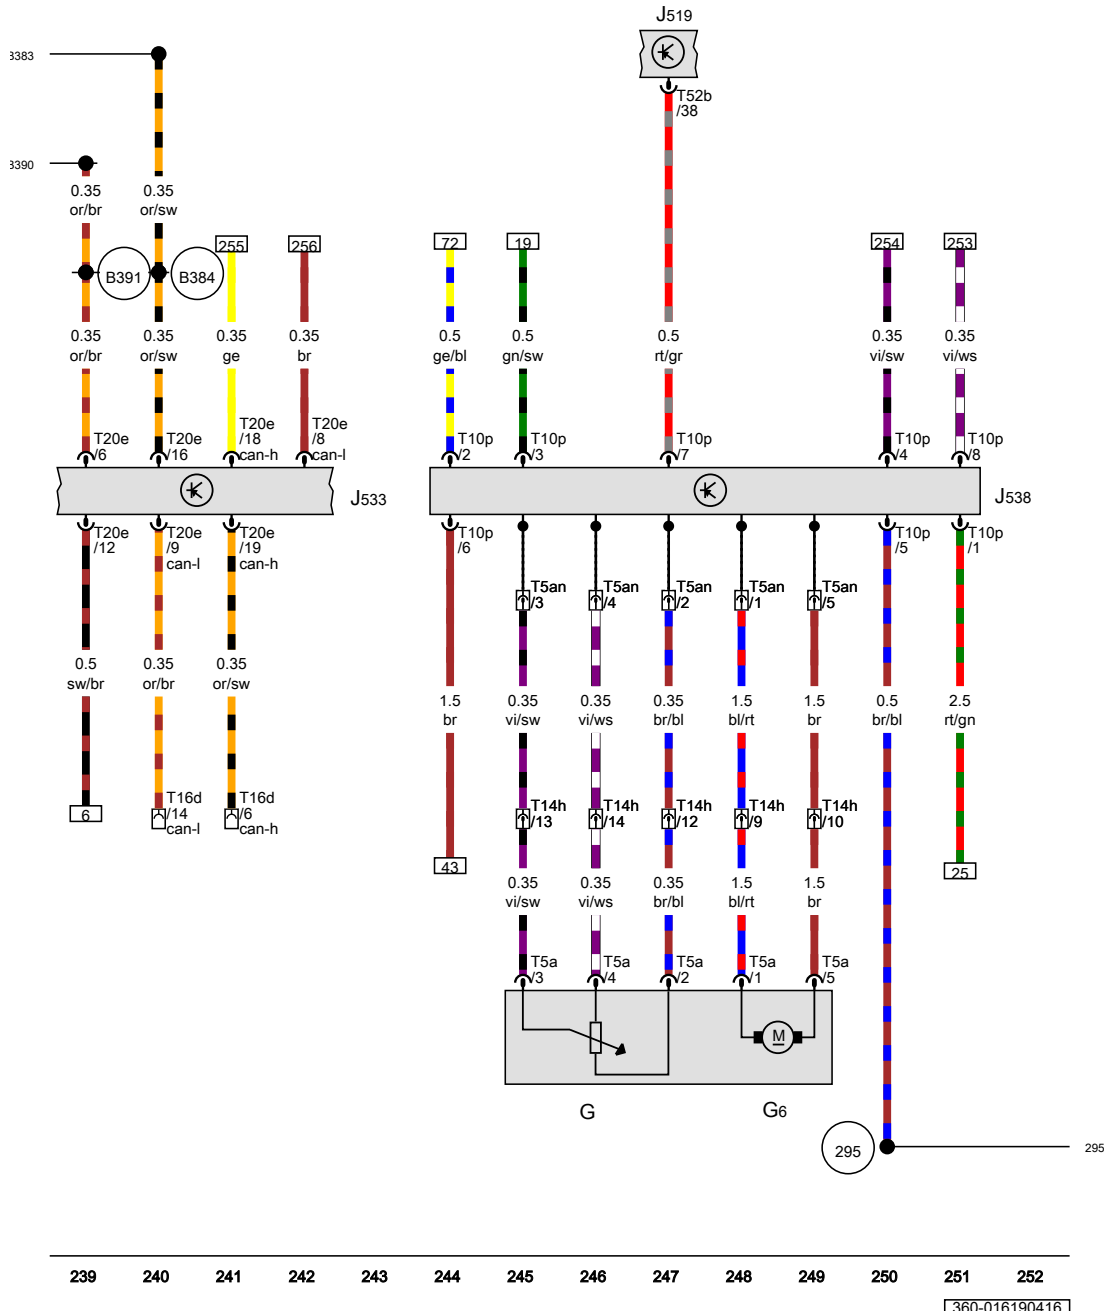 J519
B383
T52b
/38
B390
0.35
or/br
0.35
or/sw
255
256
72
19
254
253
B391
B384
0.35
or/br
0.35
or/sw
0.35
ge
0.35
br
0.5
ge/bl
0.5
gn/sw
0.5
rt/gr
0.35
vi/sw
0.35
vi/ws
T20e
/6
T20e
/16
T20e
/18
can-h
T20e
/8
can-l
T10p
/2
T10p
/3
T10p
/7
T10p
/4
T10p
/8
J533
J538
T20e
/12
T20e
/9
can-l
T20e
/19
can-h
T10p
/6
T10p
/5
T10p
/1
T5an
/3
T5an
/4
T5an
/2
T5an
/1
T5an
/5
0.5
sw/br
0.35
or/br
0.35
or/sw
1.5
br
0.35
vi/sw
0.35
vi/ws
0.35
br/bl
1.5
bl/rt
1.5
br
0.5
br/bl
2.5
rt/gn
6
T16d
/14
can-l
T16d
/6
can-h
T14h
/13
T14h
/14
T14h
/12
T14h
/9
T14h
/10
43
25
0.35
vi/sw
0.35
vi/ws
0.35
br/bl
1.5
bl/rt
1.5
br
T5a
/3
T5a
/4
T5a
/2
T5a
/1
T5a
/5
M
G
G6
295
295
239 240 241 242 243 244 245 246 247 248 249 250 251 252
360-016190416